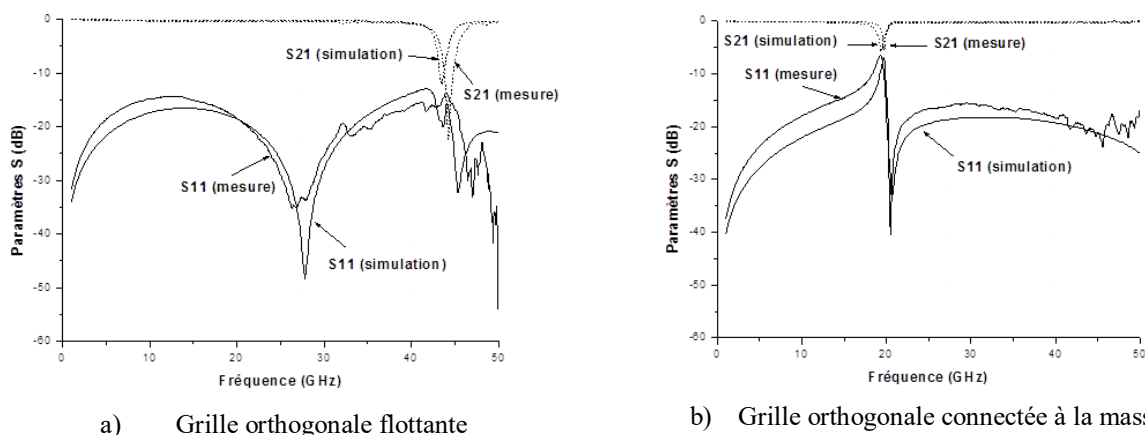 0
-10
-20
-30
-40
-50
-60
Paramètres S (dB)
S21 (simulation)
S21 (mesure)
S11 (mesure)
S11 (simulation)
0 10 20 30 40 50
Fréquence (GHz)
a) Grille orthogonale flottante
0
-10
-20
-30
-40
-50
-60
Paramètres S (dB)
S21 (simulation)
S21 (mesure)
S11 (mesure)
S11 (simulation)
0 10 20 30 40 50
Fréquence (GHz)
b) Grille orthogonale connectée à la mass